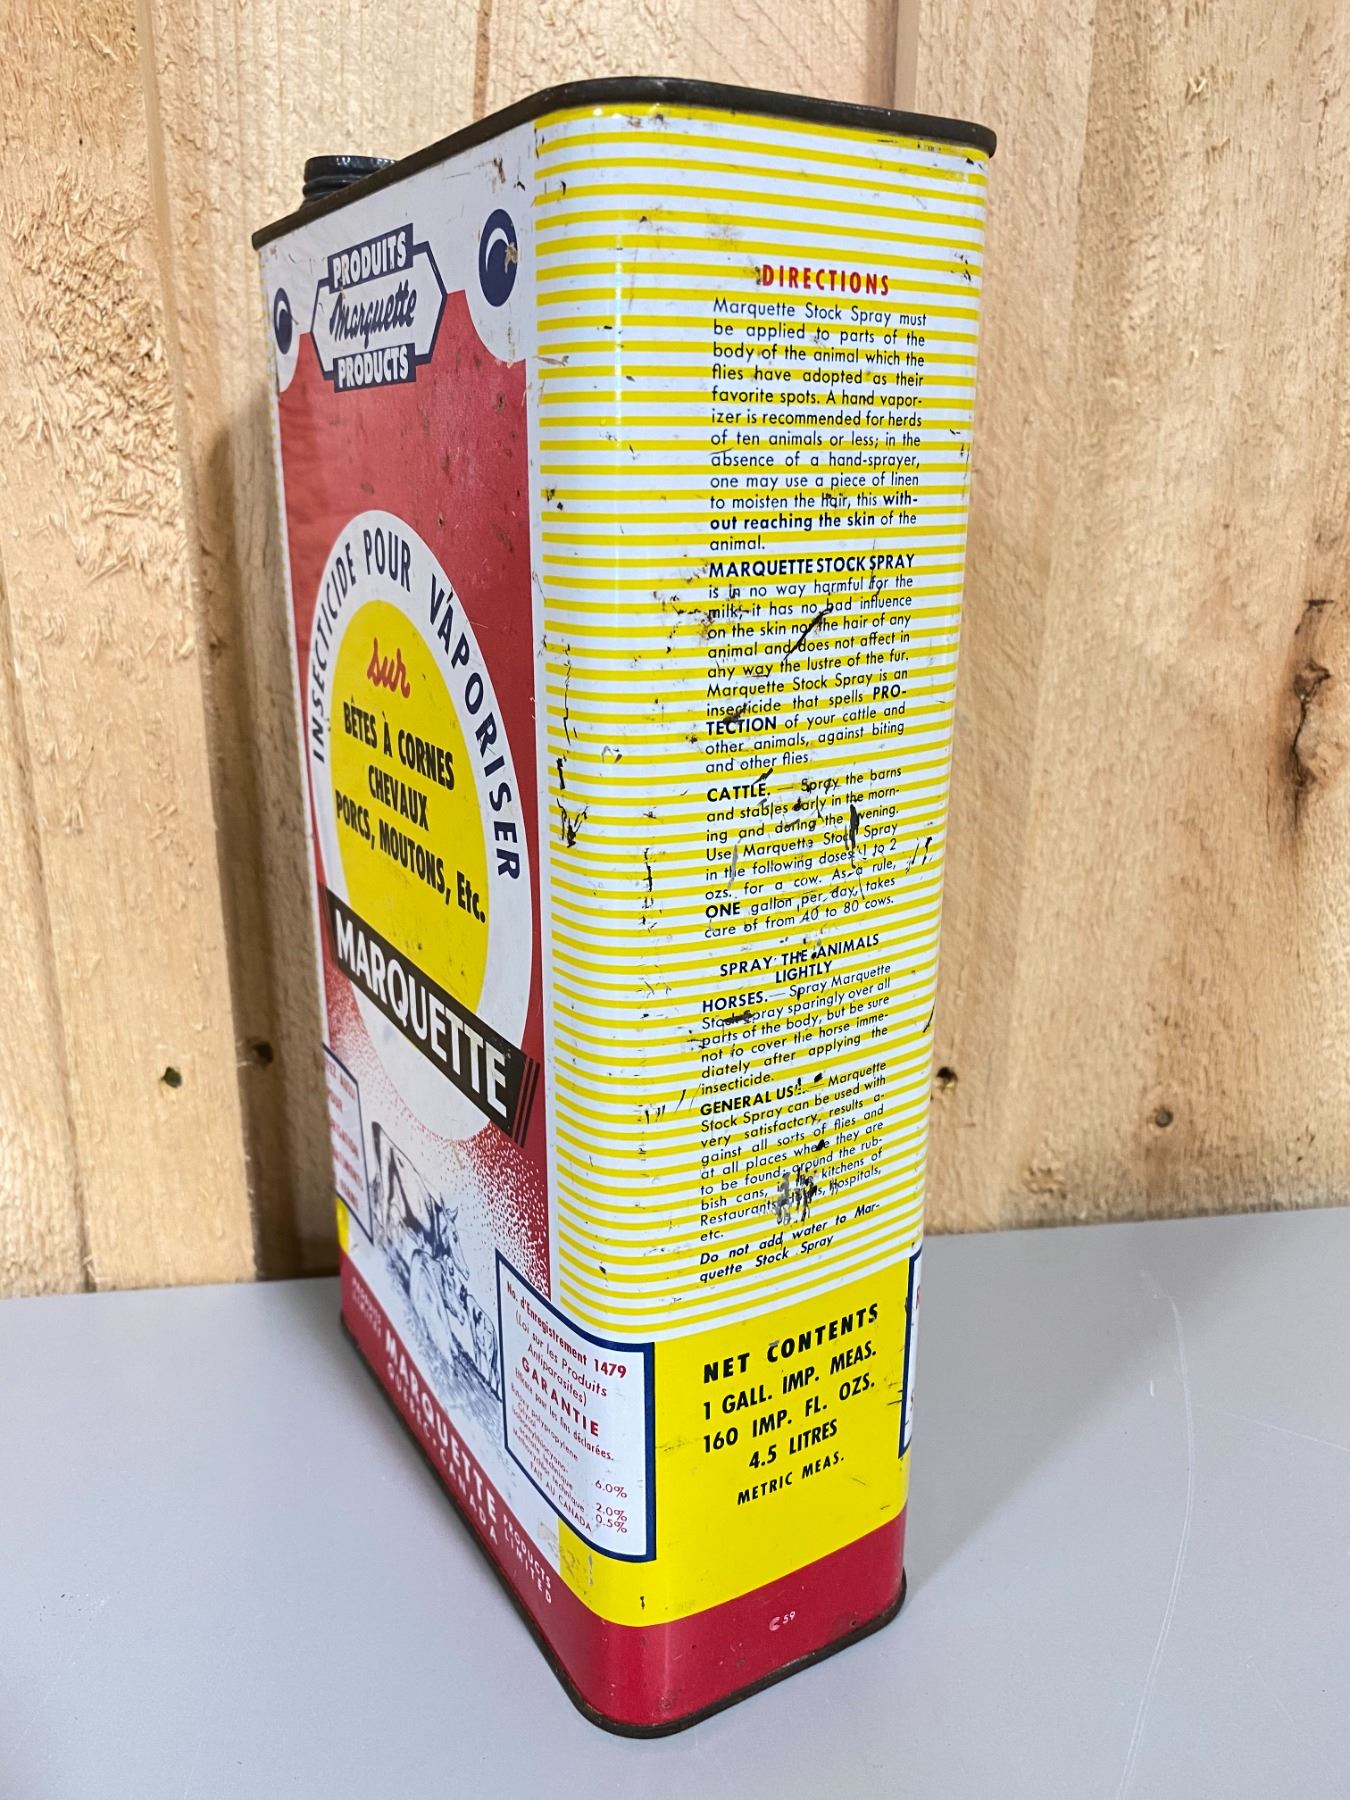 PRODUITS
Marquette
PRODUCTS
INSECTICIDE POUR VAPORISER
sur
BÊTES À CORNES
CHEVAUX
PORCS, MOUTONS, Etc.
MARQUETTE
MARQUETTE
PRODUCTS
LIMITED
No. d'Enregistrement 1479
(Loi sur les Produits
Antiparasites)
GARANTIE
6.0%
2.0%
0.5%
FAIT AU CANADA
DIRECTIONS
Marquette Stock Spray must
be applied to parts of the
body of the animal which the
flies have adopted as their
favorite spots. A hand vapor-
izer is recommended for herds
of ten animals or less; in the
absence of a hand-sprayer,
one may use a piece of linen
to moisten the hair, this with-
out reaching the skin of the
animal.
MARQUETTE STOCK SPRAY
is in no way harmful for the
milk, it has no bad influence
on the skin nor the hair of any
animal and does not affect in
any way the lustre of the fur.
Marquette Stock Spray is an
insecticide that spells PRO-
TECTION of your cattle and
other animals, against biting
and other flies.
CATTLE. — Spray the barns
and stables early in the morn-
ing and during the evening.
Use Marquette Stock Spray
in the following doses: 1 to 2
ozs. for a cow. As a rule,
ONE gallon per day, takes
care of from 40 to 80 cows.
SPRAY THE ANIMALS
LIGHTLY
HORSES. — Spray Marquette
Stock Spray sparingly over all
parts of the body, but be sure
not to cover the horse imme-
diately after applying the
insecticide.
GENERAL USE — Marquette
Stock Spray can be used with
very satisfactory results a-
gainst all sorts of flies and
at all places where they are
to be found: around the rub-
bish cans, in the kitchens of
Restaurants, Hospitals,
etc.
Do not add water to Mar-
quette Stock Spray
NET CONTENTS
1 GALL. IMP. MEAS.
160 IMP. FL. OZS.
4.5 LITRES
METRIC MEAS.
C 59